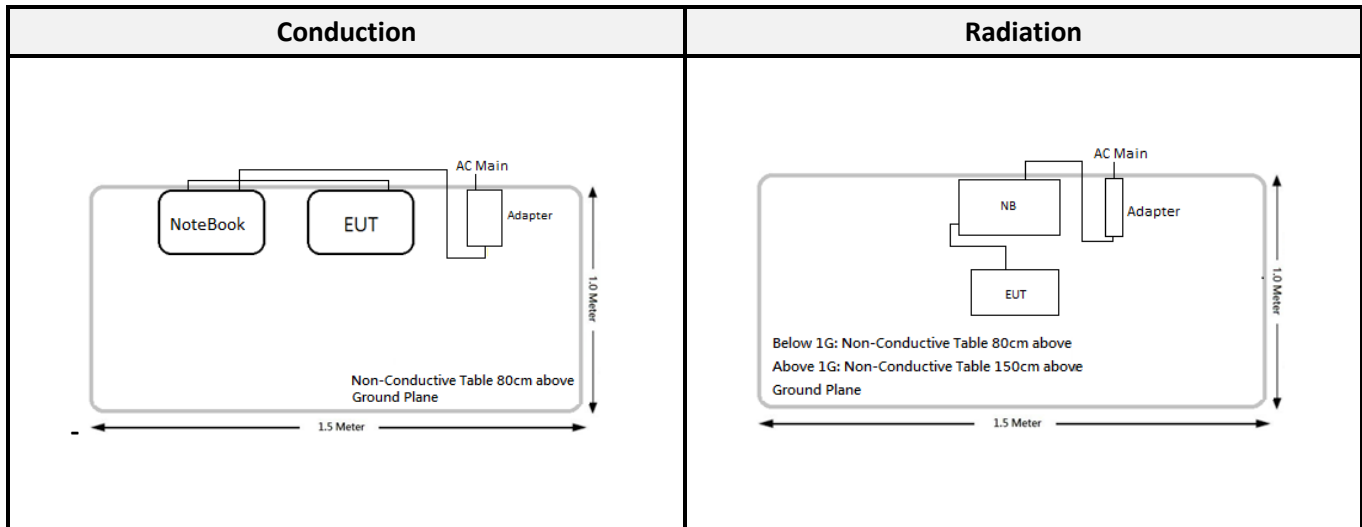 Conduction
Radiation
AC Main
NoteBook
EUT
Adapter
1.0 Meter
Non-Conductive Table 80cm above
Ground Plane
-
1.5 Meter
AC Main
NB
Adapter
EUT
1.0 Meter
Below 1G: Non-Conductive Table 80cm above
Above 1G: Non-Conductive Table 150cm above
Ground Plane
1.5 Meter